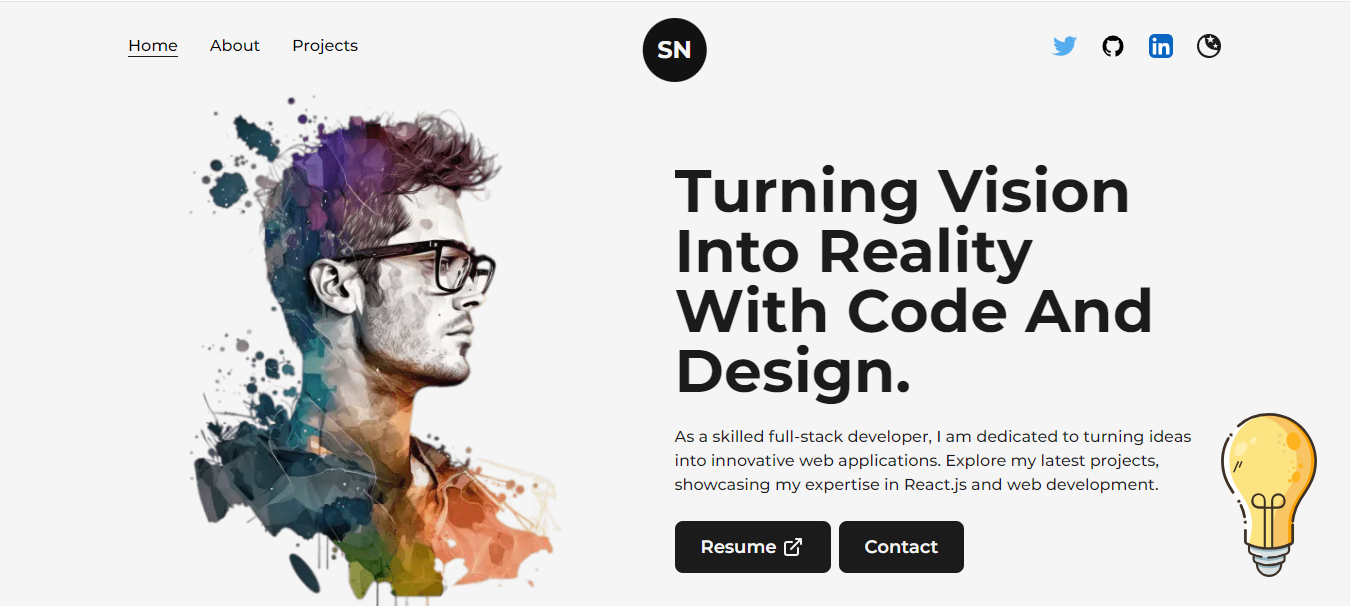 Home About Projects
SN
in
Turning Vision
Into Reality
With Code And
Design.
As a skilled full-stack developer, I am dedicated to turning ideas
into innovative web applications. Explore my latest projects,
showcasing my expertise in React.js and web development.
Resume Contact